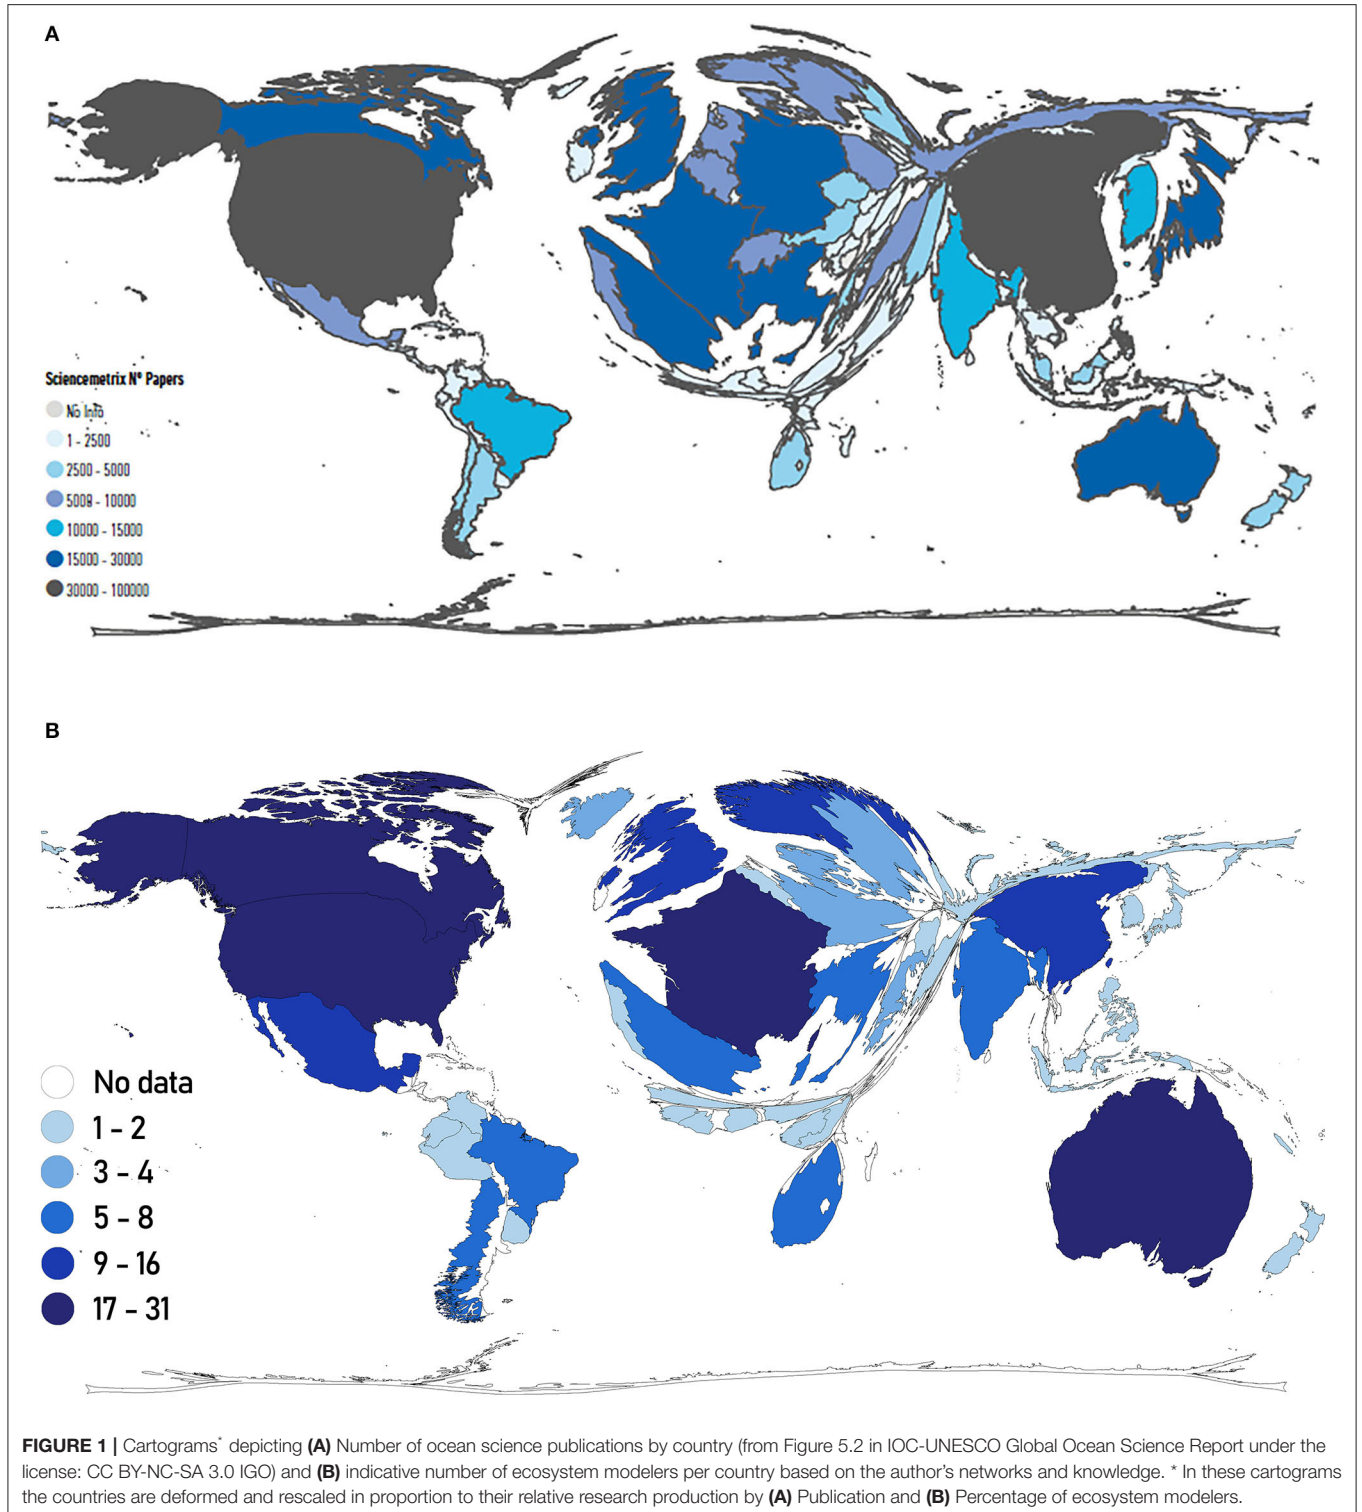 A
Sciencemetrix Nº Papers
No Info
1 - 2500
2500 - 5000
5008 - 10000
10000 - 15000
15000 - 30000
30000 - 100000
B
No data
1 - 2
3 - 4
5 - 8
9 - 16
17 - 31
FIGURE 1 | Cartograms* depicting (A) Number of ocean science publications by country (from Figure 5.2 in IOC-UNESCO Global Ocean Science Report under the
license: CC BY-NC-SA 3.0 IGO) and (B) indicative number of ecosystem modelers per country based on the author's networks and knowledge. * In these cartograms
the countries are deformed and rescaled in proportion to their relative research production by (A) Publication and (B) Percentage of ecosystem modelers.